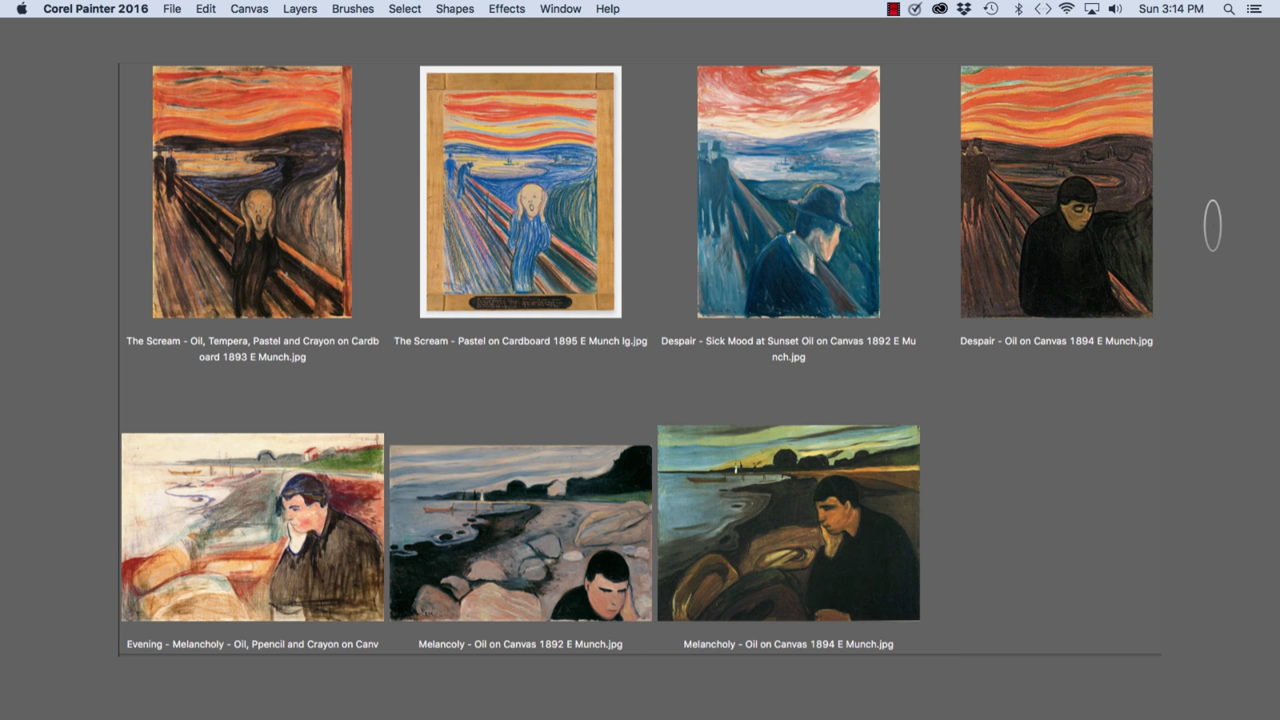 Corel Painter 2016 File Edit Canvas Layers Brushes Select Shapes Effects Window Help Sun 3:14 PM
The Scream - Oil, Tempera, Pastel and Crayon on Cardb
oard 1893 E Munch.jpg
The Scream - Pastel on Cardboard 1895 E Munch lg.jpg
Despair - Sick Mood at Sunset Oil on Canvas 1892 E Mu
nch.jpg
Despair - Oil on Canvas 1894 E Munch.jpg
Evening - Melancholy - Oil, Ppencil and Crayon on Canv
Melancoly - Oil on Canvas 1892 E Munch.jpg
Melancholy - Oil on Canvas 1894 E Munch.jpg